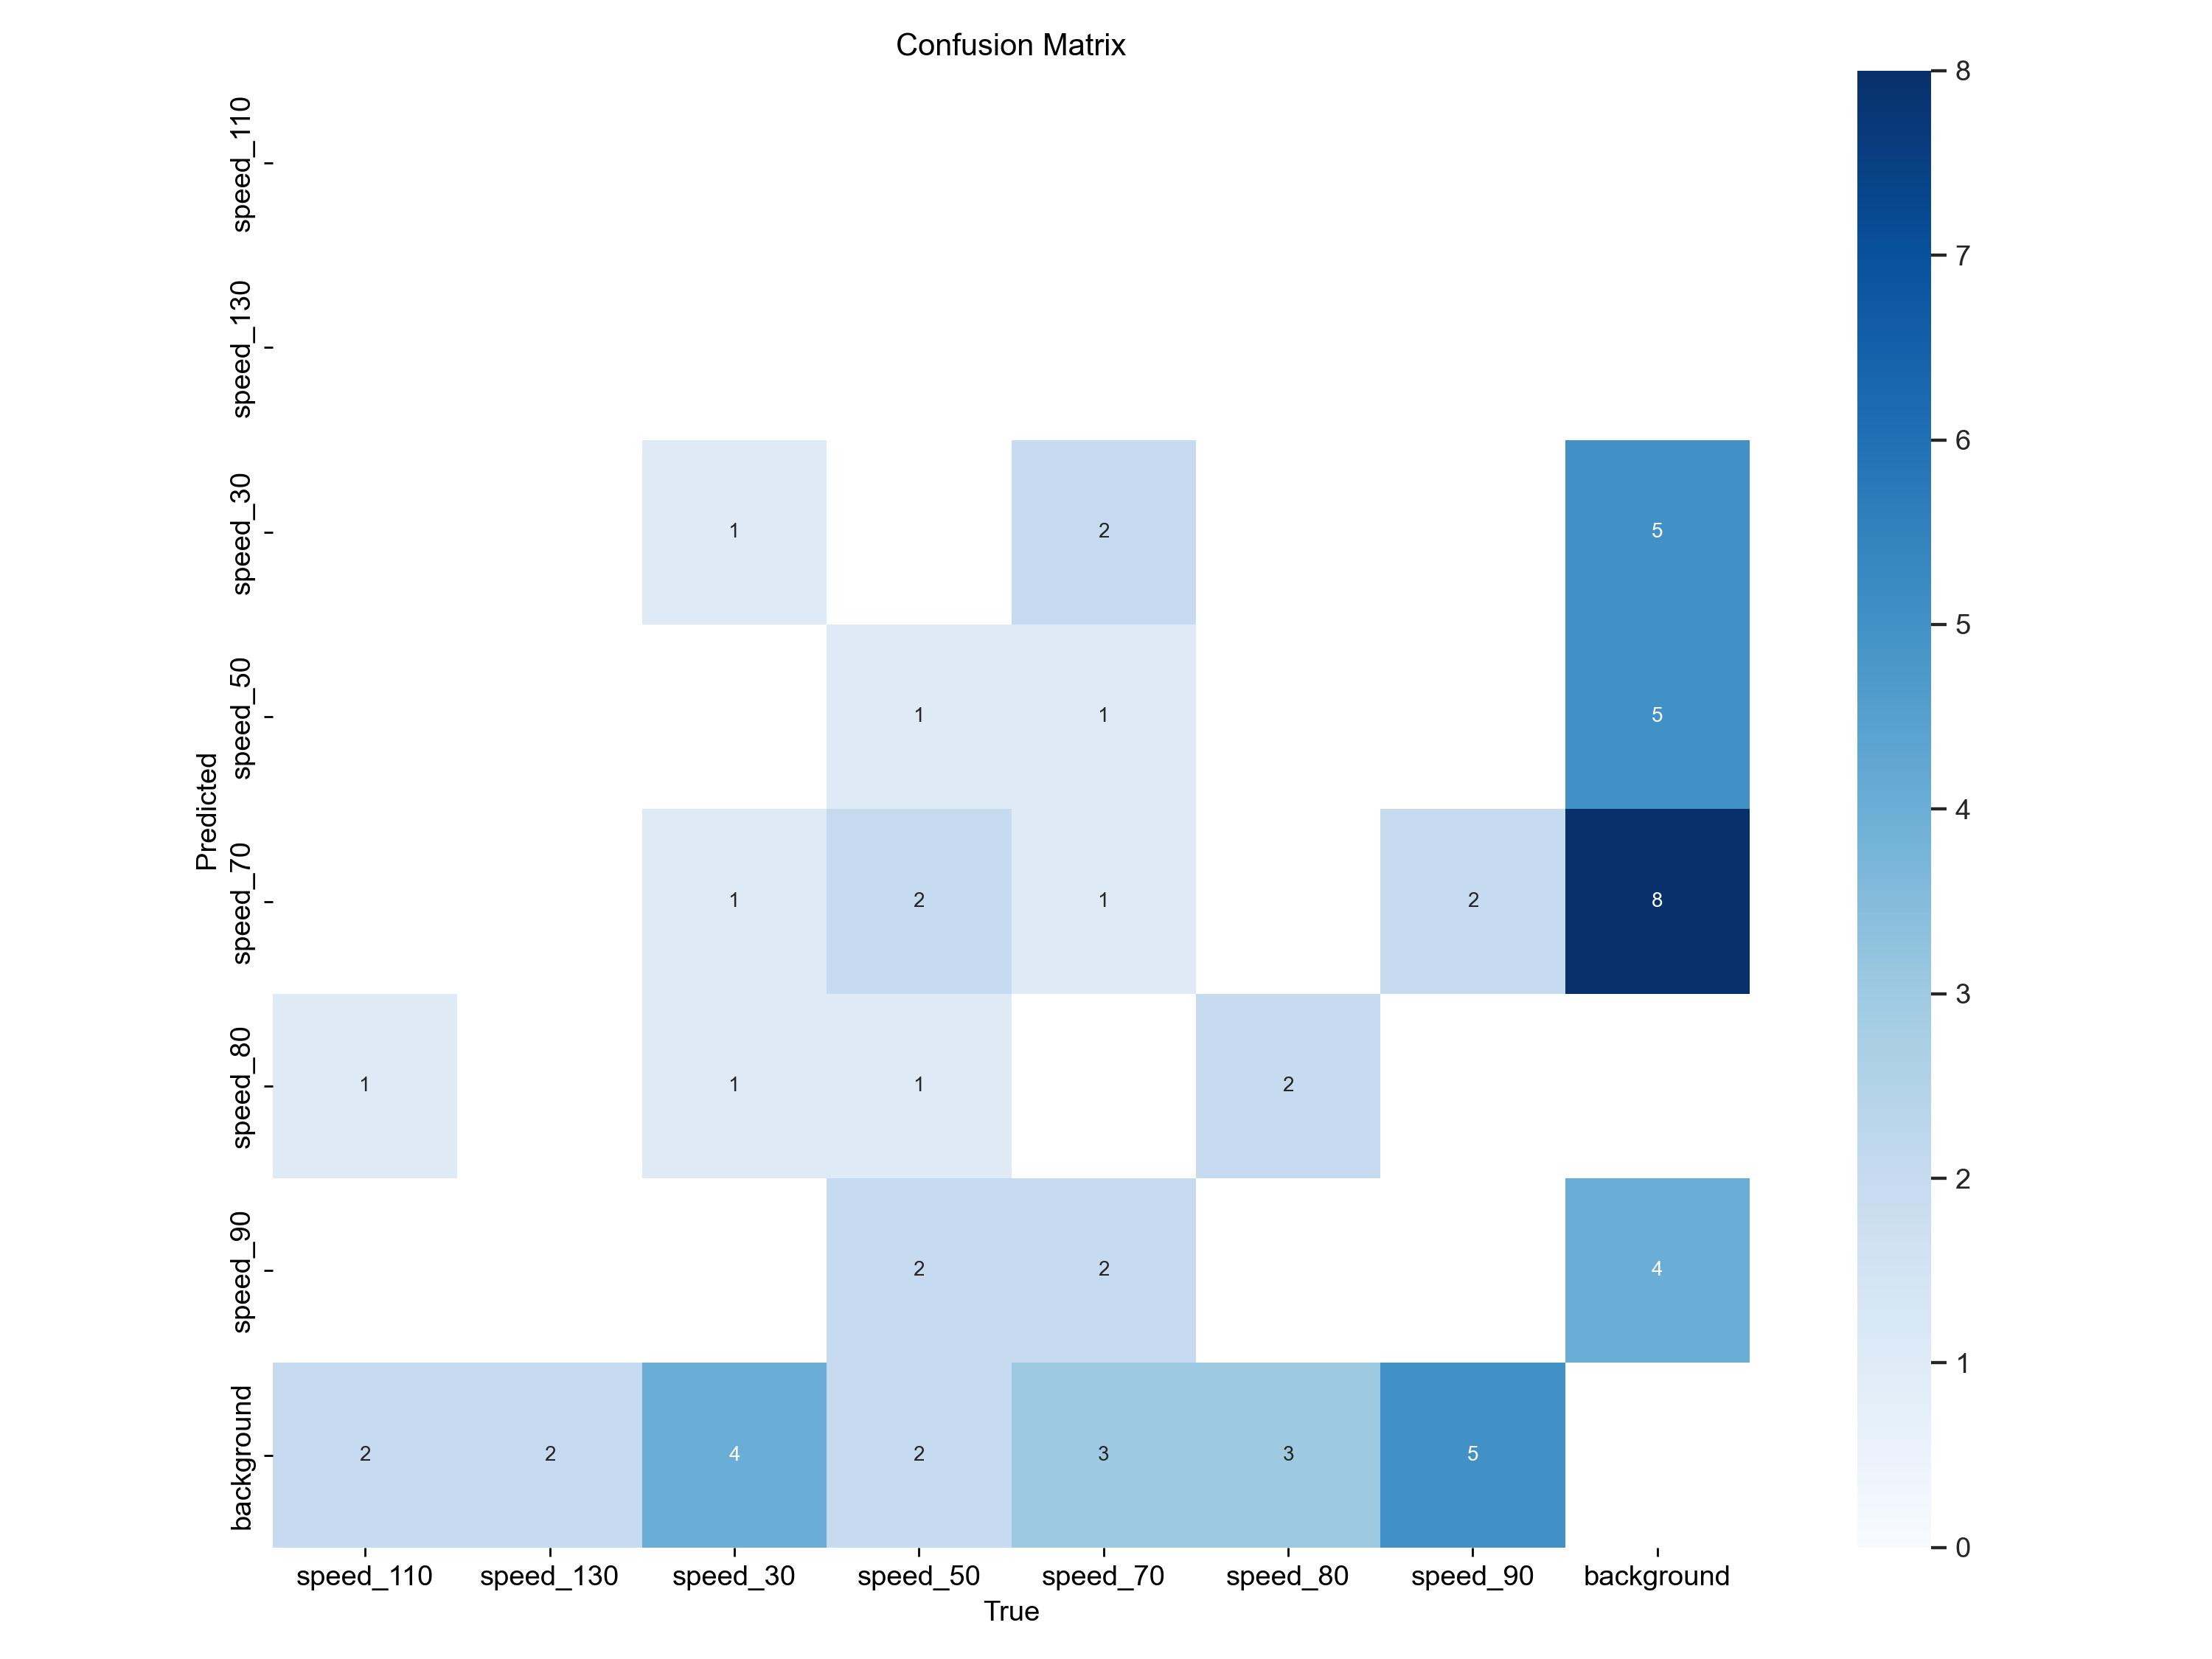 Confusion Matrix
speed_110
speed_130
speed_30
1 2 5
speed_50
1 1 5
speed_70
1 2 1 2 8
speed_80
1 1 1 2
speed_90
2 2 4
background
2 2 4 2 3 3 5
Predicted
speed_110 speed_130 speed_30 speed_50 speed_70 speed_80 speed_90 background
True
8
7
6
5
4
3
2
1
0